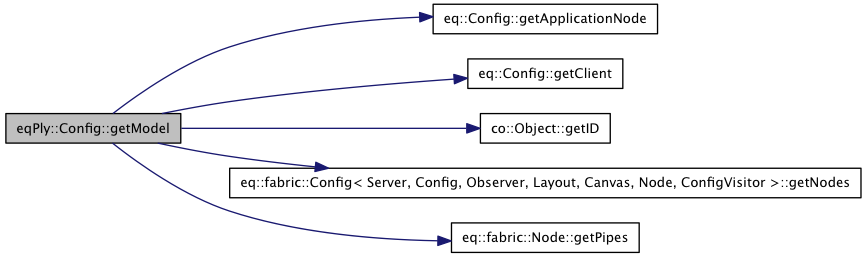 eq::Config::getApplicationNode
eq::Config::getClient
eqPly::Config::getModel
co::Object::getID
eq::fabric::Config< Server, Config, Observer, Layout, Canvas, Node, ConfigVisitor >::getNodes
eq::fabric::Node::getPipes